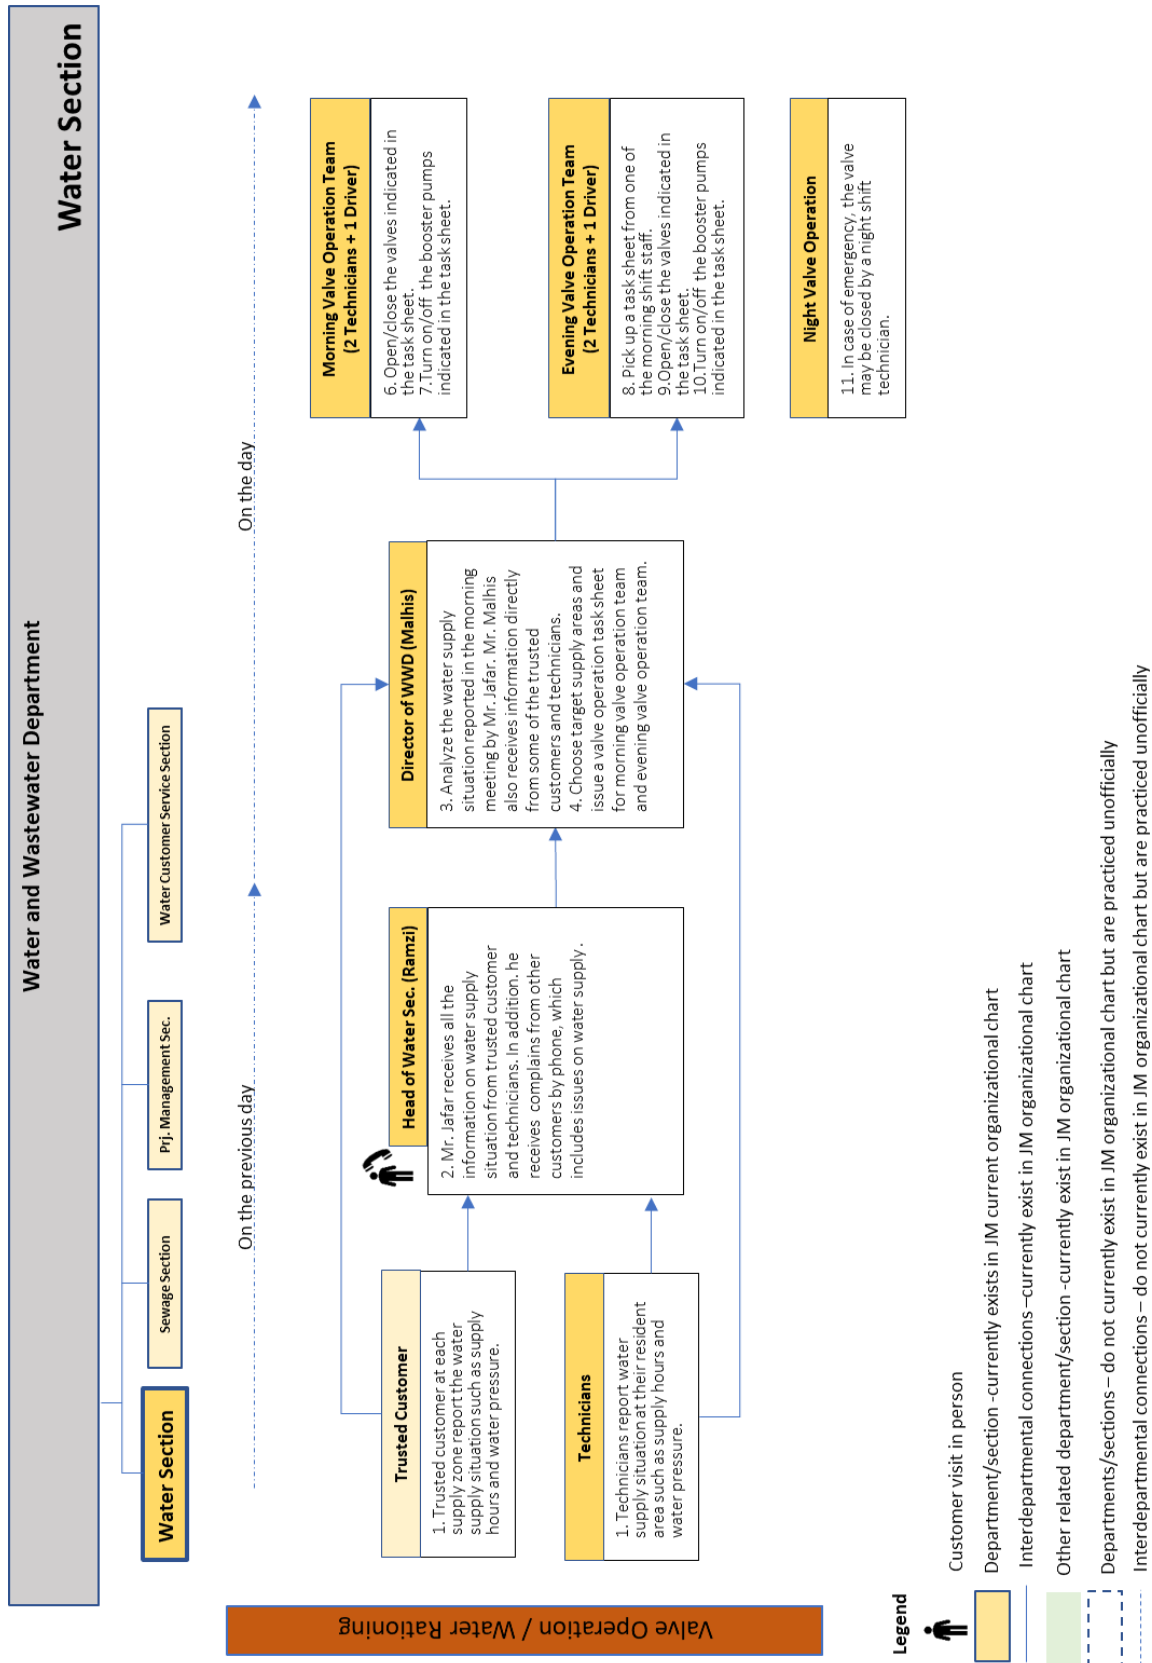 Water and Wastewater Department
Water Section
Water Section
Sewage Section
Prj. Management Sec.
Water Customer Service Section
On the previous day
On the day
Valve Operation / Water Rationing
Trusted Customer
1. Trusted customer at each
supply zone report the water
supply situation such as supply
hours and water pressure.
Technicians
1. Technicians report water
supply situation at their resident
area such as supply hours and
water pressure.
Head of Water Sec. (Ramzi)
2. Mr. Jafar receives all the
information on water supply
situation from trusted customer
and technicians. In addition. he
receives complains from other
customers by phone, which
includes issues on water supply.
Director of WWD (Malhis)
3. Analyze the water supply
situation reported in the morning
meeting by Mr. Jafar. Mr. Malhis
also receives information directly
from some of the trusted
customers and technicians.
4. Choose target supply areas and
issue a valve operation task sheet
for morning valve operation team
and evening valve operation team.
Morning Valve Operation Team
(2 Technicians + 1 Driver)
6. Open/close the valves indicated in
the task sheet.
7. Turn on/off the booster pumps
indicated in the task sheet.
Evening Valve Operation Team
(2 Technicians + 1 Driver)
8. Pick up a task sheet from one of
the morning shift staff.
9.Open/close the valves indicated in
the task sheet.
10.Turn on/off the booster pumps
indicated in the task sheet.
Night Valve Operation
11. In case of emergency, the valve
may be closed by a night shift
technician.
Legend
Customer visit in person
Department/section -currently exists in JM current organizational chart
Interdepartmental connections –currently exist in JM organizational chart
Other related department/section -currently exist in JM organizational chart
Departments/sections – do not currently exist in JM organizational chart but are practiced unofficially
Interdepartmental connections – do not currently exist in JM organizational chart but are practiced unofficially